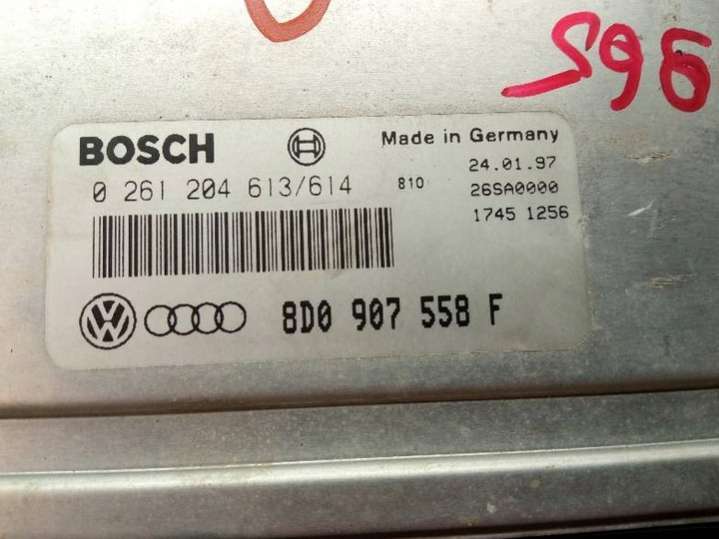 S96
BOSCH
Made in Germany
0 261 204 613/614
810
24.01.97
26SA0000
1745 1256
VW
8D0 907 558 F